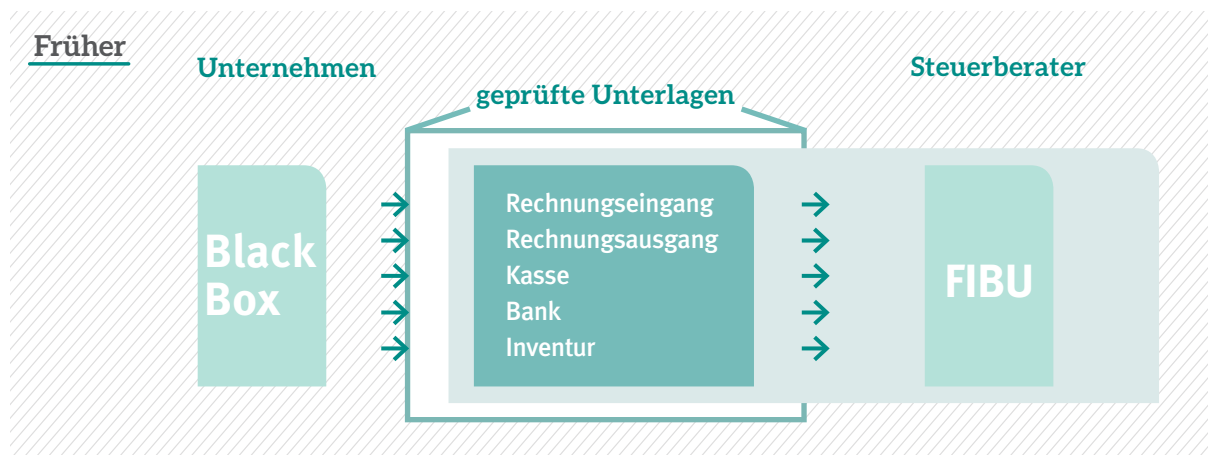 Früher
Unternehmen
Steuerberater
geprüfte Unterlagen
Black
Box
Rechnungseingang
Rechnungsausgang
Kasse
Bank
Inventur
FIBU